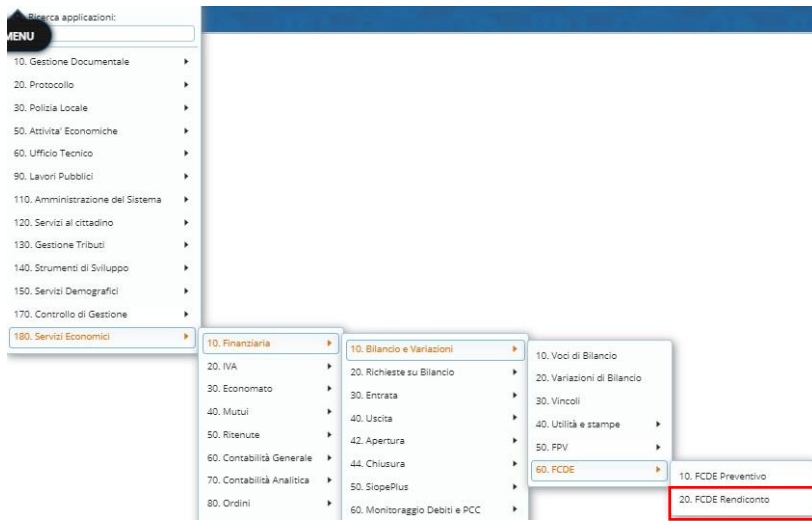 Ricerca applicazioni:
MENU
10. Gestione Documentale
20. Protocollo
30. Polizia Locale
50. Attivita' Economiche
60. Ufficio Tecnico
90. Lavori Pubblici
110. Amministrazione del Sistema
120. Servizi al cittadino
130. Gestione Tributi
140. Strumenti di Sviluppo
150. Servizi Demografici
170. Controllo di Gestione
180. Servizi Economici
10. Finanziaria
20. IVA
30. Economato
40. Mutui
50. Ritenute
60. Contabilità Generale
70. Contabilità Analitica
80. Ordini
10. Bilancio e Variazioni
20. Richieste su Bilancio
30. Entrata
40. Uscita
42. Apertura
44. Chiusura
50. SiopePlus
60. Monitoraggio Debiti e PCC
10. Voci di Bilancio
20. Variazioni di Bilancio
30. Vincoli
40. Utilità e stampe
50. FPV
60. FCDE
10. FCDE Preventivo
20. FCDE Rendiconto